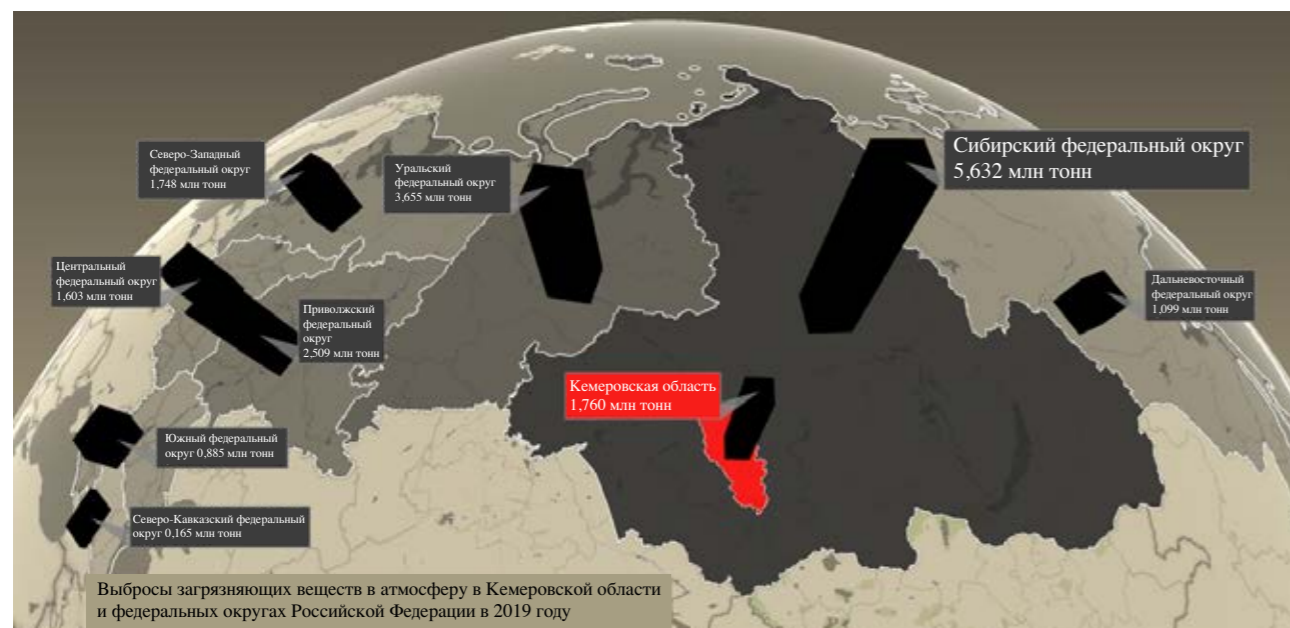 Северо-Западный
федеральный округ
1,748 млн тонн
Уральский
федеральный округ
3,655 млн тонн
Сибирский федеральный округ
5,632 млн тонн
Центральный
федеральный округ
1,603 млн тонн
Приволжский
федеральный
округ
2,509 млн тонн
Дальневосточный
федеральный округ
1,099 млн тонн
Кемеровская область
1,760 млн тонн
Южный федеральный
округ 0,885 млн тонн
Северо-Кавказский федеральный
округ 0,165 млн тонн
Выбросы загрязняющих веществ в атмосферу в Кемеровской области
и федеральных округах Российской Федерации в 2019 году